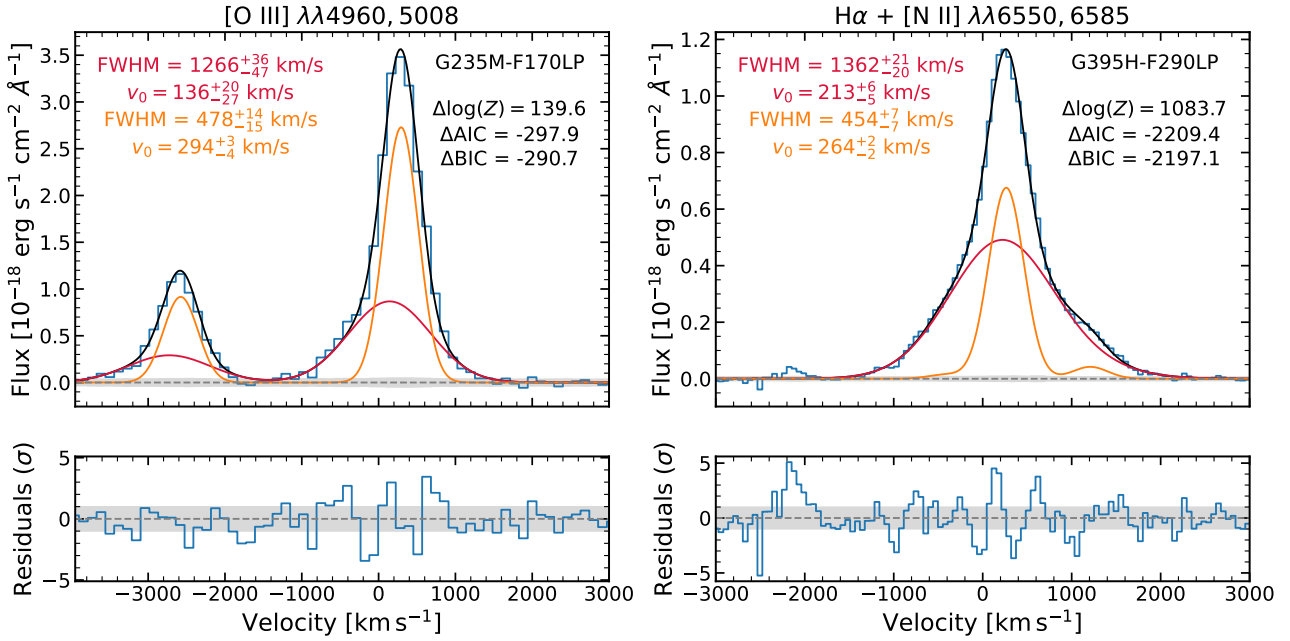 [O III] λλ4960, 5008
FWHM = 1266^{+36}_{-47} km/s
v_0 = 136^{+20}_{-27} km/s
FWHM = 478^{+14}_{-15} km/s
v_0 = 294^{+3}_{-4} km/s
G235M-F170LP
Δlog(Z) = 139.6
ΔAIC = -297.9
ΔBIC = -290.7
Flux [10^{-18} erg s^{-1} cm^{-2} Å^{-1}]
3.5
3.0
2.5
2.0
1.5
1.0
0.5
0.0
Residuals (σ)
5
0
−5
−3000 −2000 −1000 0 1000 2000 3000
Velocity [km s^{-1}]
Hα + [N II] λλ6550, 6585
FWHM = 1362^{+21}_{-20} km/s
v_0 = 213^{+6}_{-5} km/s
FWHM = 454^{+7}_{-7} km/s
v_0 = 264^{+2}_{-2} km/s
G395H-F290LP
Δlog(Z) = 1083.7
ΔAIC = -2209.4
ΔBIC = -2197.1
Flux [10^{-18} erg s^{-1} cm^{-2} Å^{-1}]
1.2
1.0
0.8
0.6
0.4
0.2
0.0
Residuals (σ)
5
0
−5
−3000 −2000 −1000 0 1000 2000 3000
Velocity [km s^{-1}]